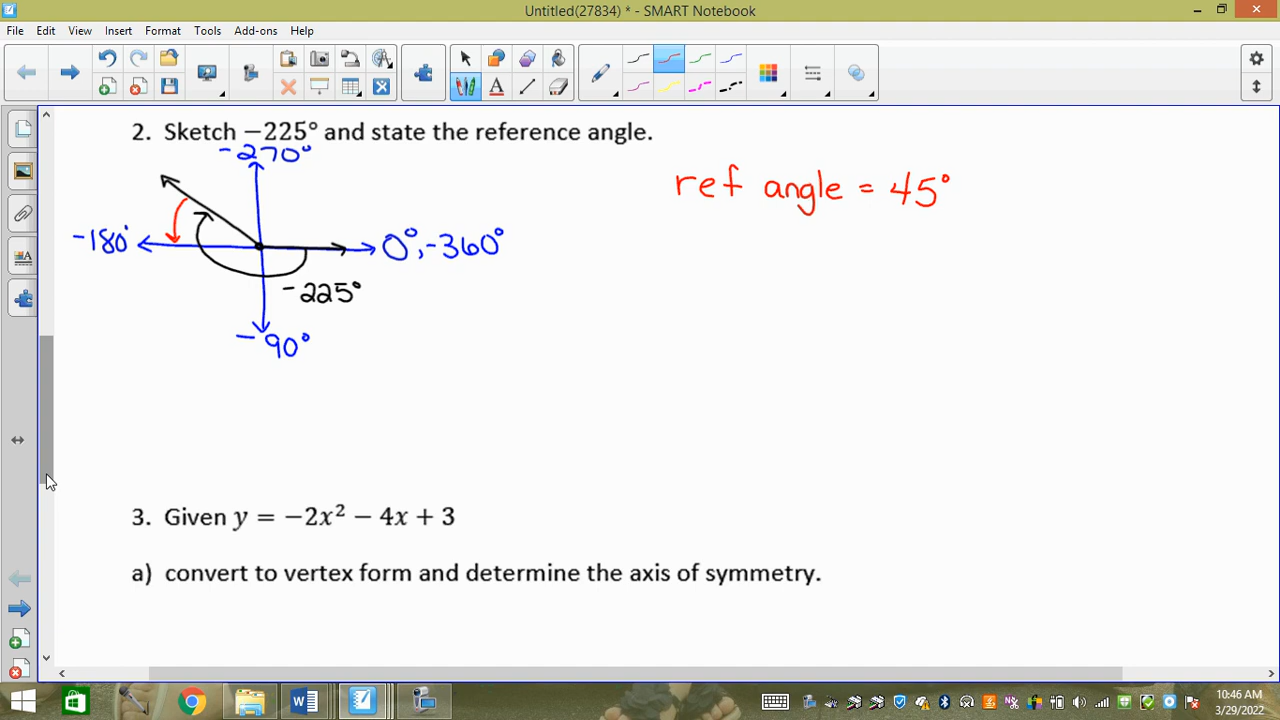 Untitled(27834) * - SMART Notebook
File Edit View Insert Format Tools Add-ons Help
2. Sketch −225° and state the reference angle.
-270°
ref angle = 45°
-180° 0°,-360°
-225°
-90°
3. Given y = −2x² − 4x + 3
a) convert to vertex form and determine the axis of symmetry.
10:46 AM
3/29/2022